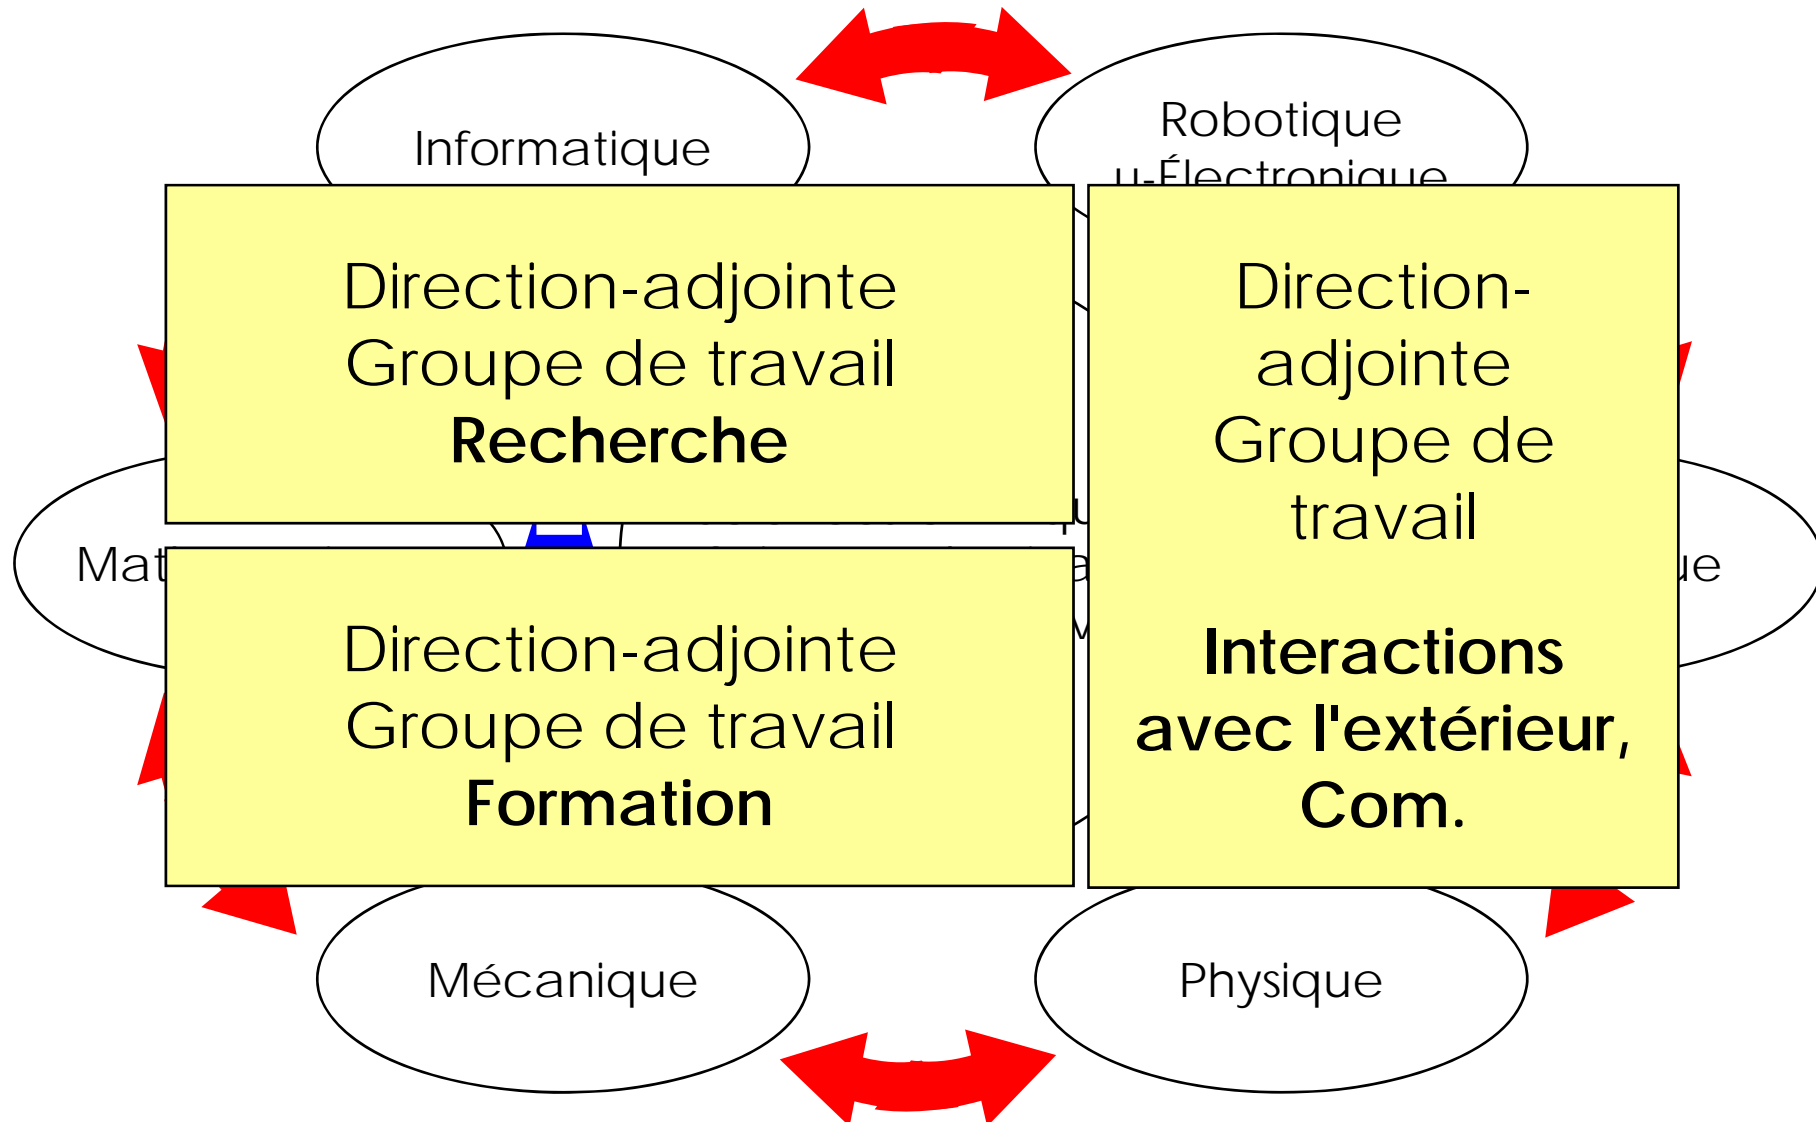 Informatique
Robotique
µ-Électronique
Direction-adjointe
Groupe de travail
Recherche
Direction-
adjointe
Groupe de
travail
Interactions
avec l'extérieur,
Com.
Direction-adjointe
Groupe de travail
Formation
Mécanique
Physique